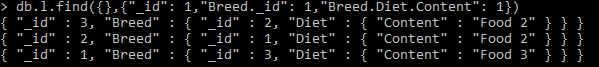 > db.l.find({},{"_id": 1,"Breed._id": 1,"Breed.Diet.Content": 1})
{ "_id" : 3, "Breed" : { "_id" : 2, "Diet" : { "Content" : "Food 2" } } }
{ "_id" : 2, "Breed" : { "_id" : 1, "Diet" : { "Content" : "Food 2" } } }
{ "_id" : 1, "Breed" : { "_id" : 3, "Diet" : { "Content" : "Food 3" } } }